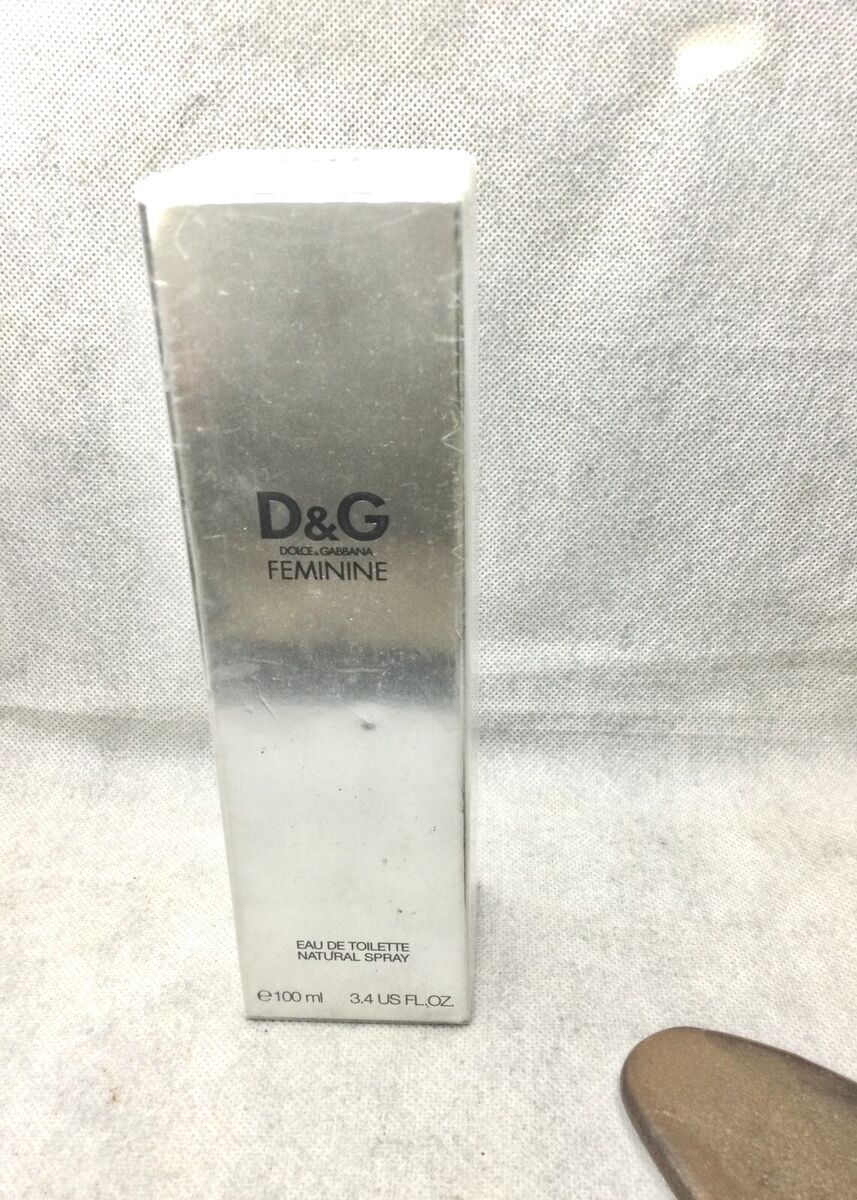 D&G
DOLCE & GABBANA
FEMININE
EAU DE TOILETTE
NATURAL SPRAY
℮100 ml 3.4 US FL.OZ.